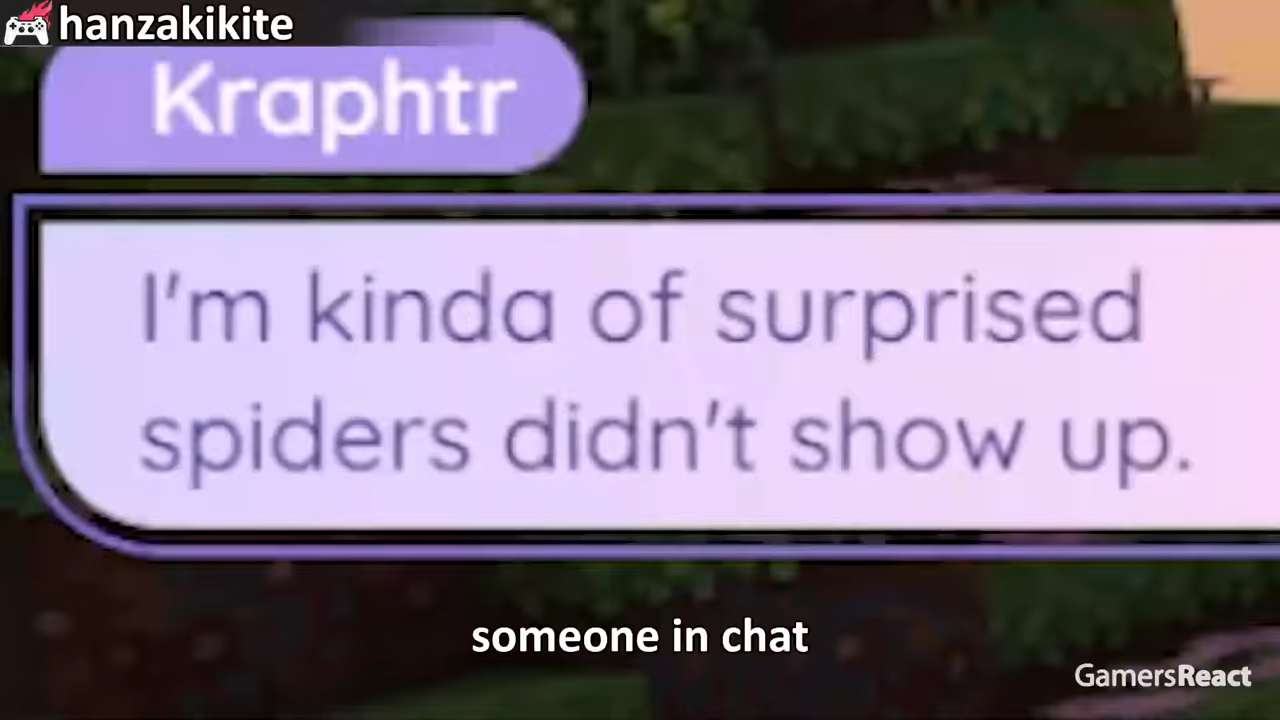 hanzakikite
Kraphtr
I'm kinda of surprised
spiders didn't show up.
someone in chat
GamersReact